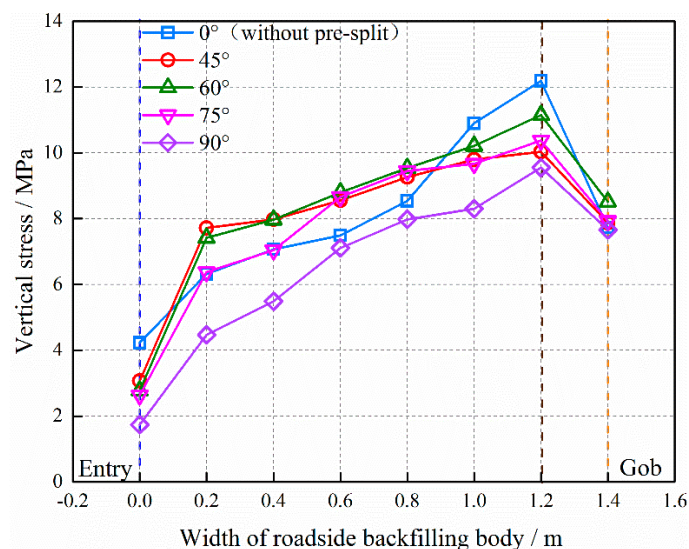 14
12
10
8
6
4
2
0
Vertical stress / MPa
0°（without pre-split）
45°
60°
75°
90°
Entry
Gob
-0.2 0.0 0.2 0.4 0.6 0.8 1.0 1.2 1.4 1.6
Width of roadside backfilling body / m